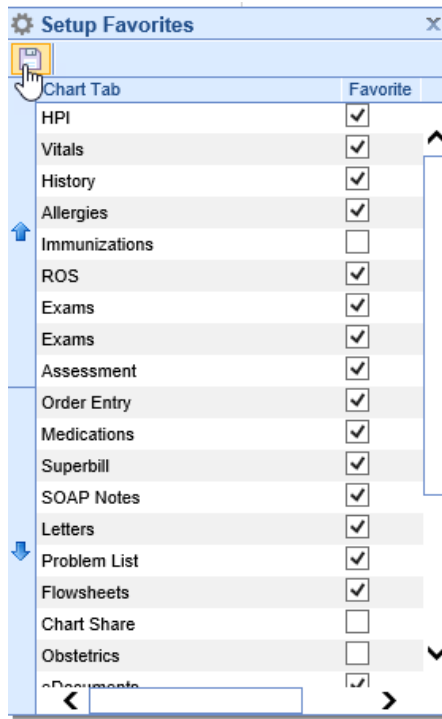 Setup Favorites
Chart Tab Favorite
HPI
Vitals
History
Allergies
Immunizations
ROS
Exams
Exams
Assessment
Order Entry
Medications
Superbill
SOAP Notes
Letters
Problem List
Flowsheets
Chart Share
Obstetrics
eDocuments